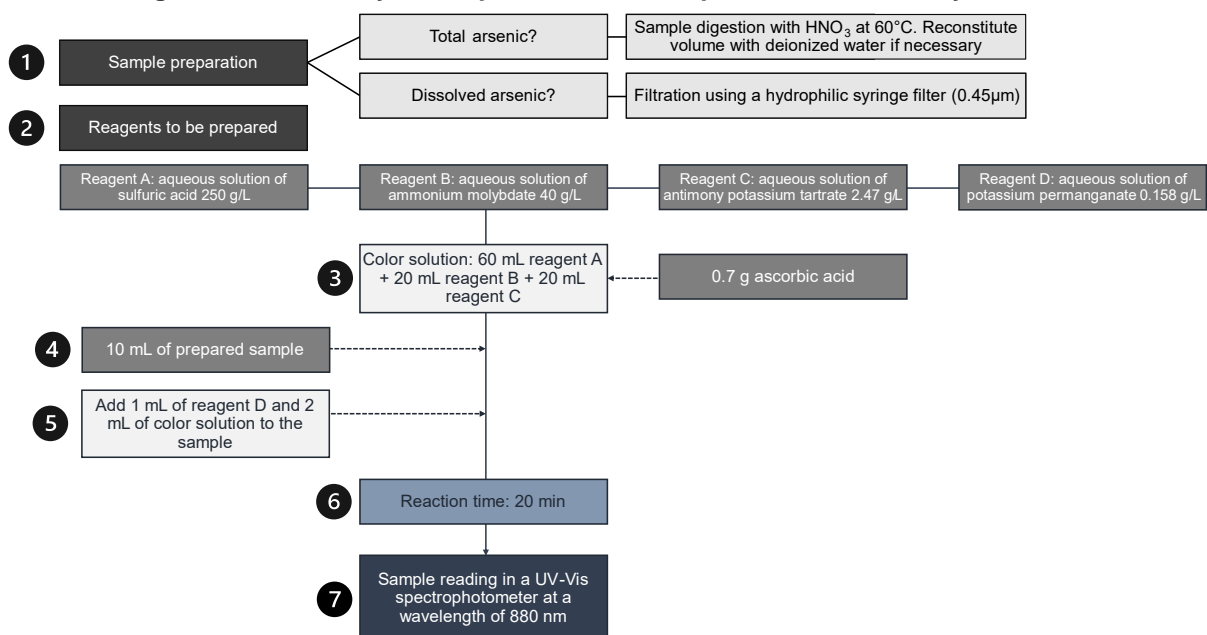 1
Sample preparation
Total arsenic?
Sample digestion with HNO3 at 60°C. Reconstitute
volume with deionized water if necessary
Dissolved arsenic?
Filtration using a hydrophilic syringe filter (0.45µm)
2
Reagents to be prepared
Reagent A: aqueous solution of
sulfuric acid 250 g/L
Reagent B: aqueous solution of
ammonium molybdate 40 g/L
Reagent C: aqueous solution of
antimony potassium tartrate 2.47 g/L
Reagent D: aqueous solution of
potassium permanganate 0.158 g/L
3
Color solution: 60 mL reagent A
+ 20 mL reagent B + 20 mL
reagent C
0.7 g ascorbic acid
4
10 mL of prepared sample
5
Add 1 mL of reagent D and 2
mL of color solution to the
sample
6
Reaction time: 20 min
7
Sample reading in a UV-Vis
spectrophotometer at a
wavelength of 880 nm